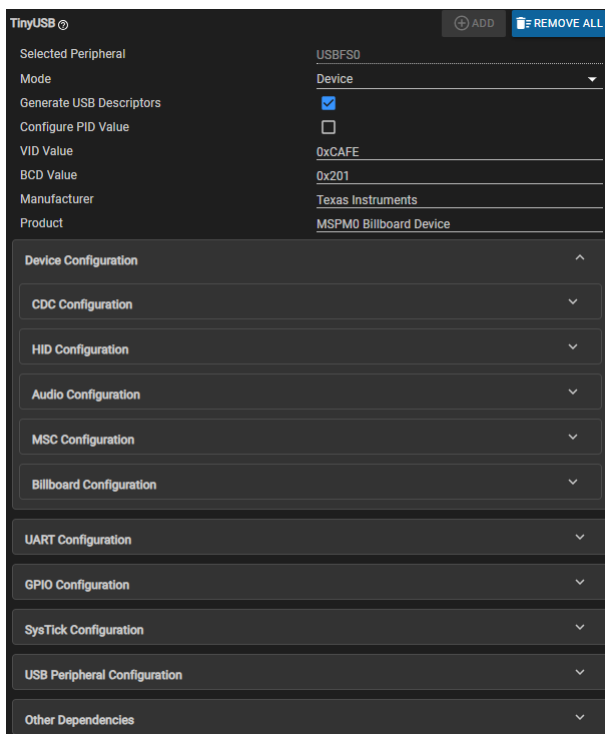 TinyUSB
ADD
REMOVE ALL
Selected Peripheral USBFS0
Mode Device
Generate USB Descriptors
Configure PID Value
VID Value 0xCAFE
BCD Value 0x201
Manufacturer Texas Instruments
Product MSPM0 Billboard Device
Device Configuration
CDC Configuration
HID Configuration
Audio Configuration
MSC Configuration
Billboard Configuration
UART Configuration
GPIO Configuration
SysTick Configuration
USB Peripheral Configuration
Other Dependencies